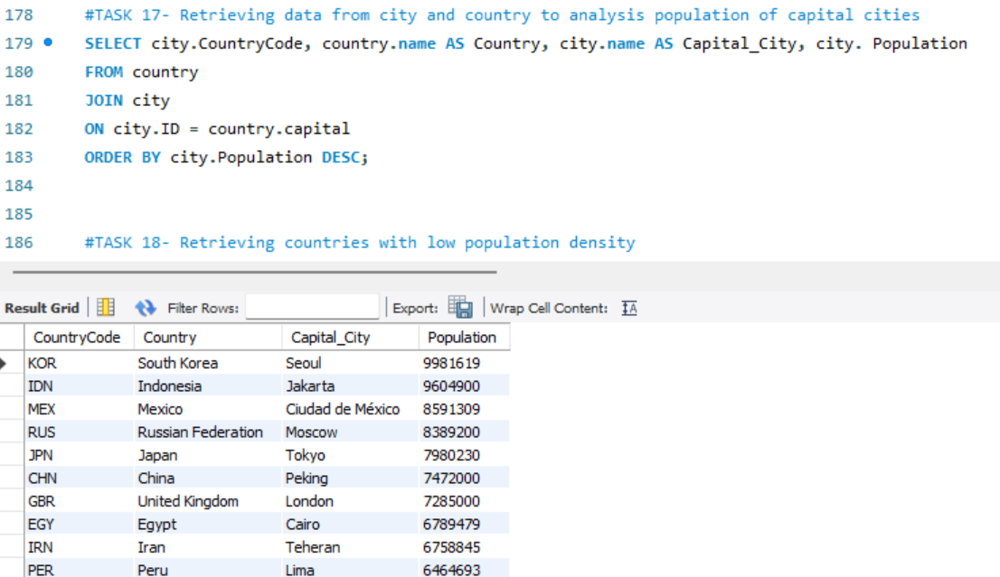 178 #TASK 17- Retrieving data from city and country to analysis population of capital cities
179 SELECT city.CountryCode, country.name AS Country, city.name AS Capital_City, city. Population
180 FROM country
181 JOIN city
182 ON city.ID = country.capital
183 ORDER BY city.Population DESC;
184
185
186 #TASK 18- Retrieving countries with low population density
Result Grid Filter Rows: Export: Wrap Cell Content: IA
CountryCode Country Capital_City Population
KOR South Korea Seoul 9981619
IDN Indonesia Jakarta 9604900
MEX Mexico Ciudad de México 8591309
RUS Russian Federation Moscow 8389200
JPN Japan Tokyo 7980230
CHN China Peking 7472000
GBR United Kingdom London 7285000
EGY Egypt Cairo 6789479
IRN Iran Teheran 6758845
PER Peru Lima 6464693